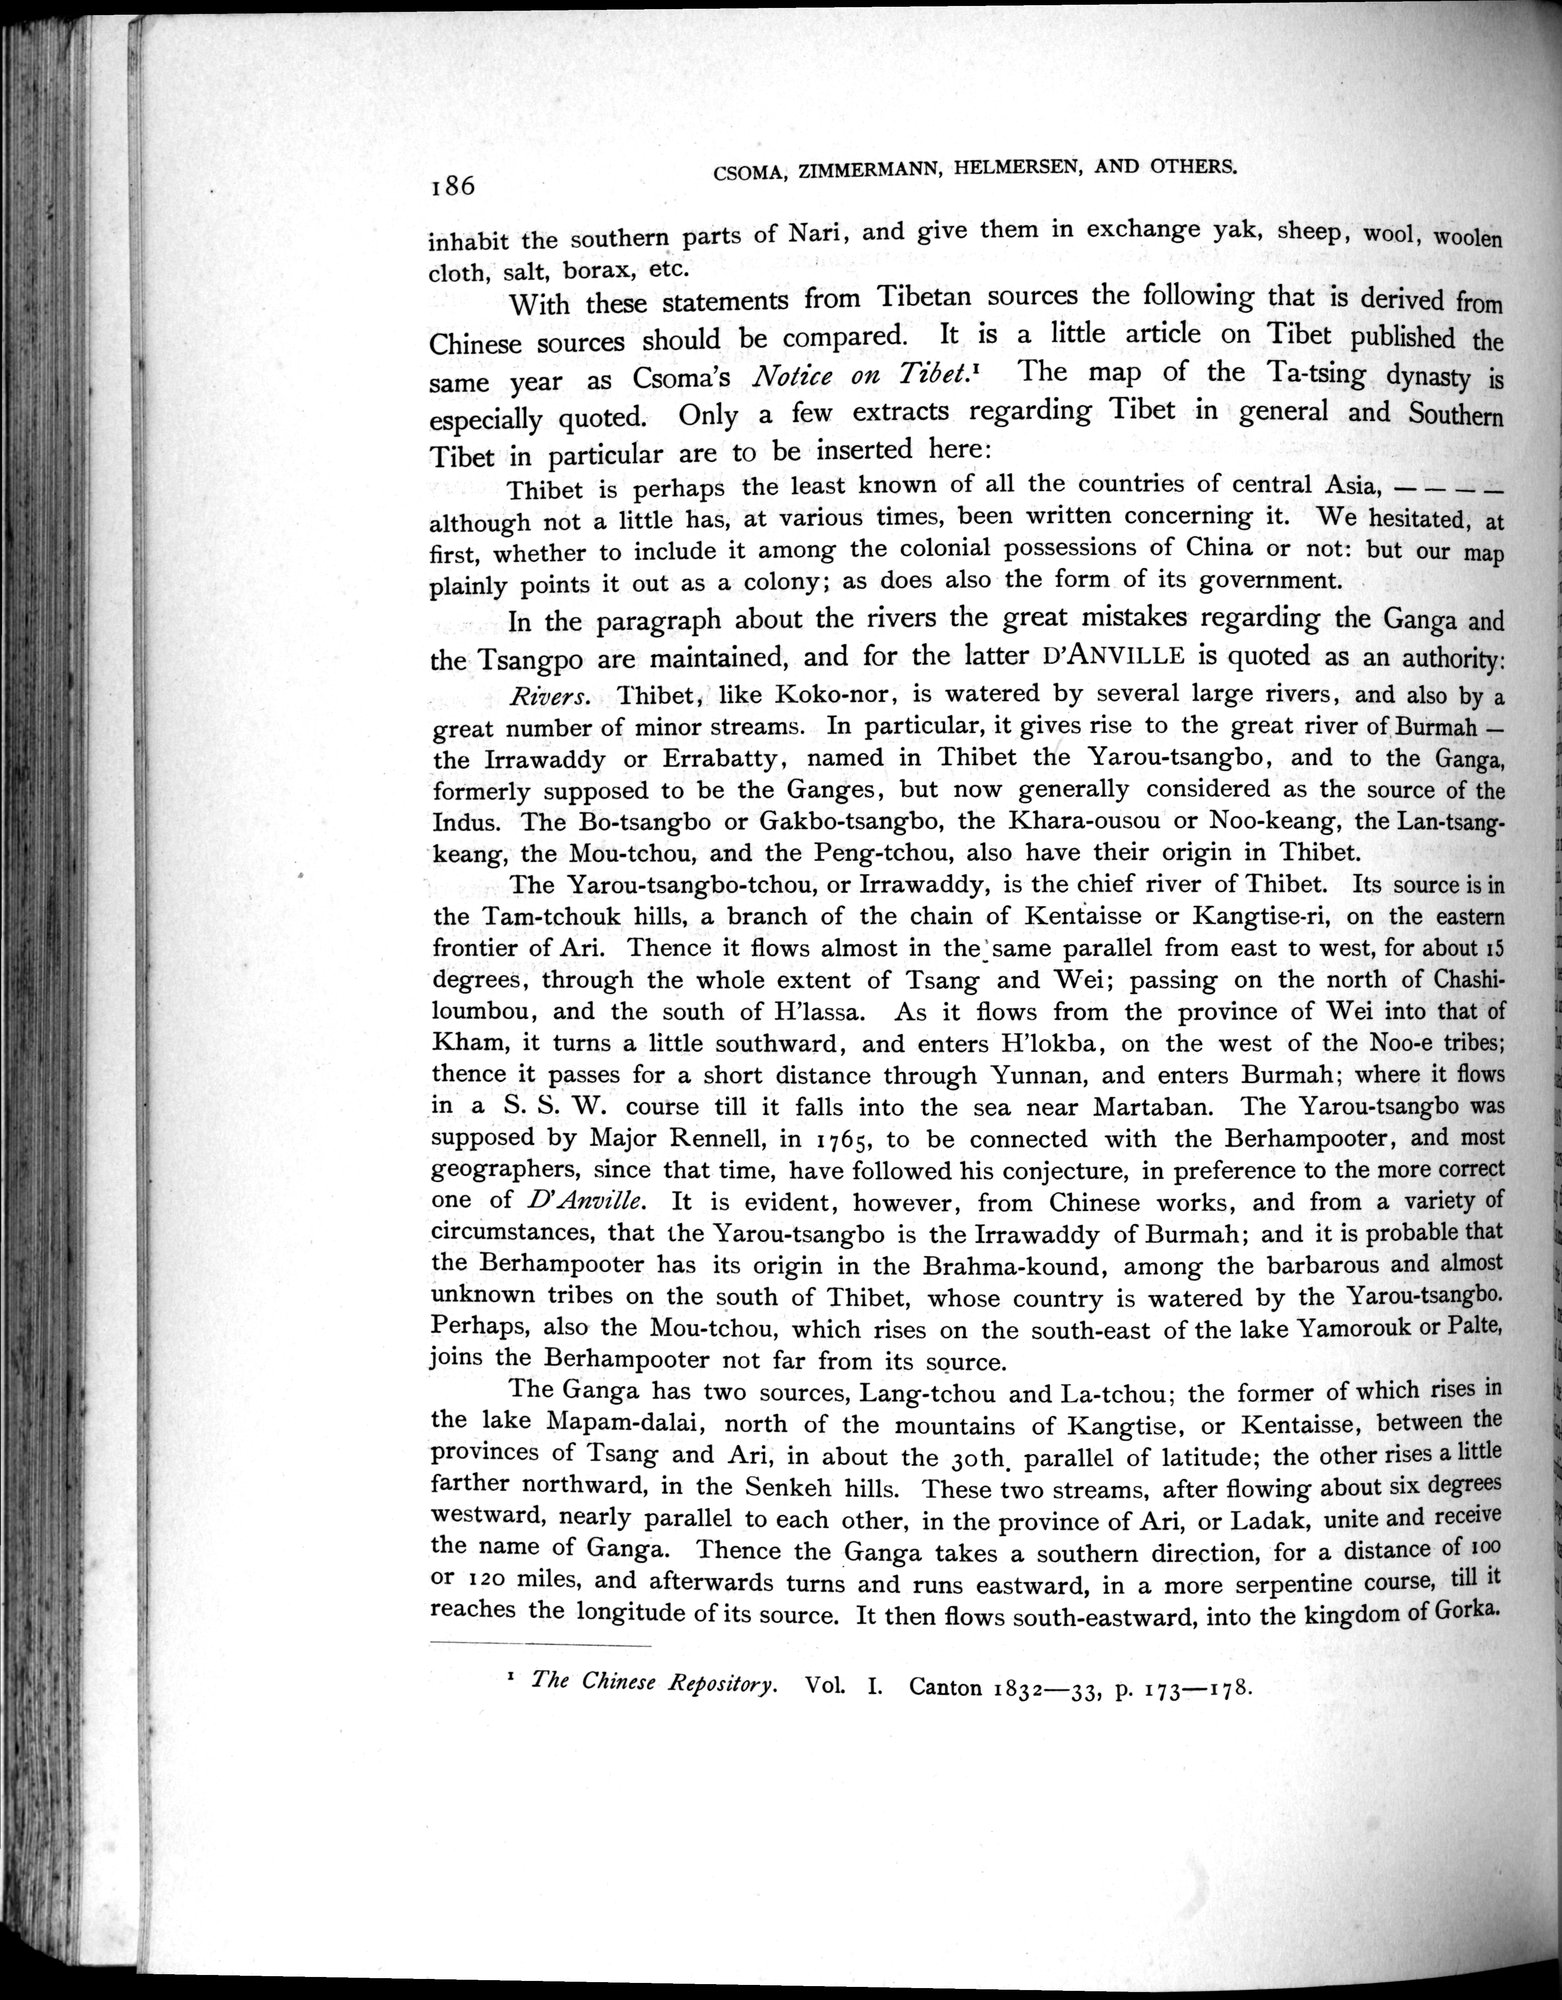 186
CSOMA, ZIMMERMANN, HELMERSEN, AND OTHERS.
inhabit the southern parts of Nari, and give them in exchange yak, sheep, wool, woolen
cloth, salt, borax, etc.
With these statements from Tibetan sources the following that is derived from
Chinese sources should be compared. It is a little article on Tibet published the
same year as Csoma's Notice on Tibet.¹ The map of the Ta-tsing dynasty is
especially quoted. Only a few extracts regarding Tibet in general and Southern
Tibet in particular are to be inserted here:
Thibet is perhaps the least known of all the countries of central Asia, — — — —
although not a little has, at various times, been written concerning it. We hesitated, at
first, whether to include it among the colonial possessions of China or not: but our map
plainly points it out as a colony; as does also the form of its government.
In the paragraph about the rivers the great mistakes regarding the Ganga and
the Tsangpo are maintained, and for the latter D'ANVILLE is quoted as an authority:
Rivers. Thibet, like Koko-nor, is watered by several large rivers, and also by a
great number of minor streams. In particular, it gives rise to the great river of Burmah —
the Irrawaddy or Errabatty, named in Thibet the Yarou-tsangbo, and to the Ganga,
formerly supposed to be the Ganges, but now generally considered as the source of the
Indus. The Bo-tsangbo or Gakbo-tsangbo, the Khara-ousou or Noo-keang, the Lan-tsang-
keang, the Mou-tchou, and the Peng-tchou, also have their origin in Thibet.
The Yarou-tsangbo-tchou, or Irrawaddy, is the chief river of Thibet. Its source is in
the Tam-tchouk hills, a branch of the chain of Kentaisse or Kangtise-ri, on the eastern
frontier of Ari. Thence it flows almost in the same parallel from east to west, for about 15
degrees, through the whole extent of Tsang and Wei; passing on the north of Chashi-
loumbou, and the south of H'lassa. As it flows from the province of Wei into that of
Kham, it turns a little southward, and enters H'lokba, on the west of the Noo-e tribes;
thence it passes for a short distance through Yunnan, and enters Burmah; where it flows
in a S. S. W. course till it falls into the sea near Martaban. The Yarou-tsangbo was
supposed by Major Rennell, in 1765, to be connected with the Berhampooter, and most
geographers, since that time, have followed his conjecture, in preference to the more correct
one of D'Anville. It is evident, however, from Chinese works, and from a variety of
circumstances, that the Yarou-tsangbo is the Irrawaddy of Burmah; and it is probable that
the Berhampooter has its origin in the Brahma-kound, among the barbarous and almost
unknown tribes on the south of Thibet, whose country is watered by the Yarou-tsangbo.
Perhaps, also the Mou-tchou, which rises on the south-east of the lake Yamorouk or Palte,
joins the Berhampooter not far from its source.
The Ganga has two sources, Lang-tchou and La-tchou; the former of which rises in
the lake Mapam-dalai, north of the mountains of Kangtise, or Kentaisse, between the
provinces of Tsang and Ari, in about the 30th. parallel of latitude; the other rises a little
farther northward, in the Senkeh hills. These two streams, after flowing about six degrees
westward, nearly parallel to each other, in the province of Ari, or Ladak, unite and receive
the name of Ganga. Thence the Ganga takes a southern direction, for a distance of 100
or 120 miles, and afterwards turns and runs eastward, in a more serpentine course, till it
reaches the longitude of its source. It then flows south-eastward, into the kingdom of Gorka.
¹ The Chinese Repository. Vol. I. Canton 1832—33, p. 173—178.